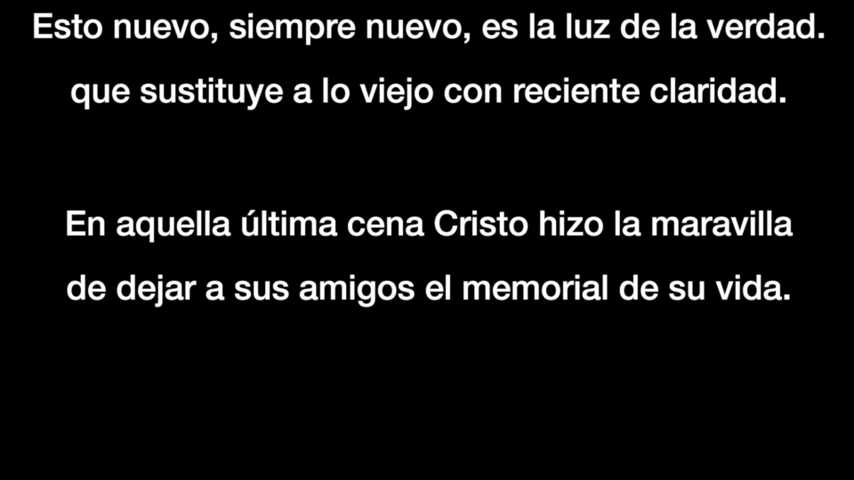 Esto nuevo, siempre nuevo, es la luz de la verdad.
que sustituye a lo viejo con reciente claridad.
En aquella última cena Cristo hizo la maravilla
de dejar a sus amigos el memorial de su vida.